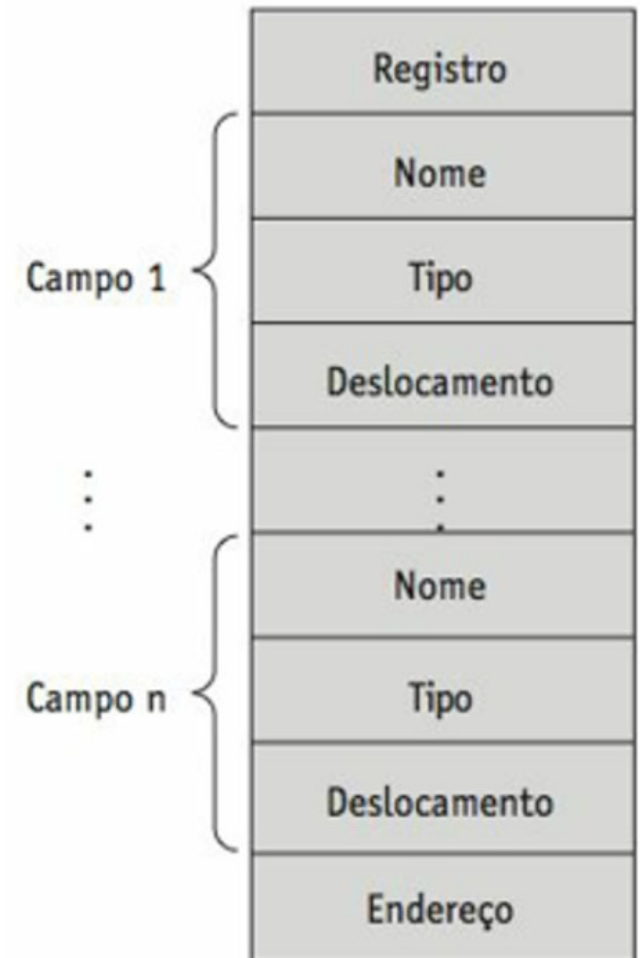 Registro
Campo 1
Nome
Tipo
Deslocamento
Campo n
Nome
Tipo
Deslocamento
Endereço